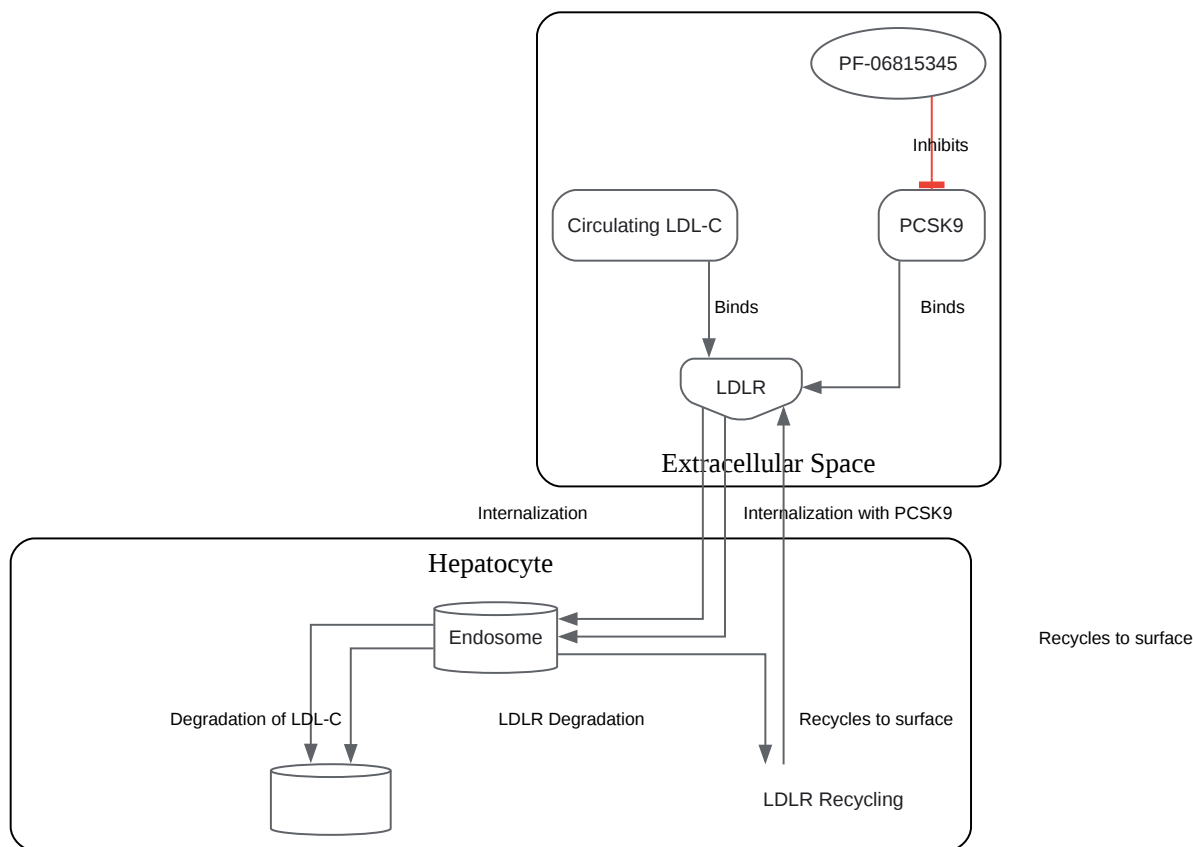 PF-06815345
Inhibits
Circulating LDL-C
PCSK9
Binds
Binds
LDLR
Extracellular Space
Internalization
Internalization with PCSK9
Hepatocyte
Endosome
Recycles to surface
Degradation of LDL-C
LDLR Degradation
Recycles to surface
LDLR Recycling